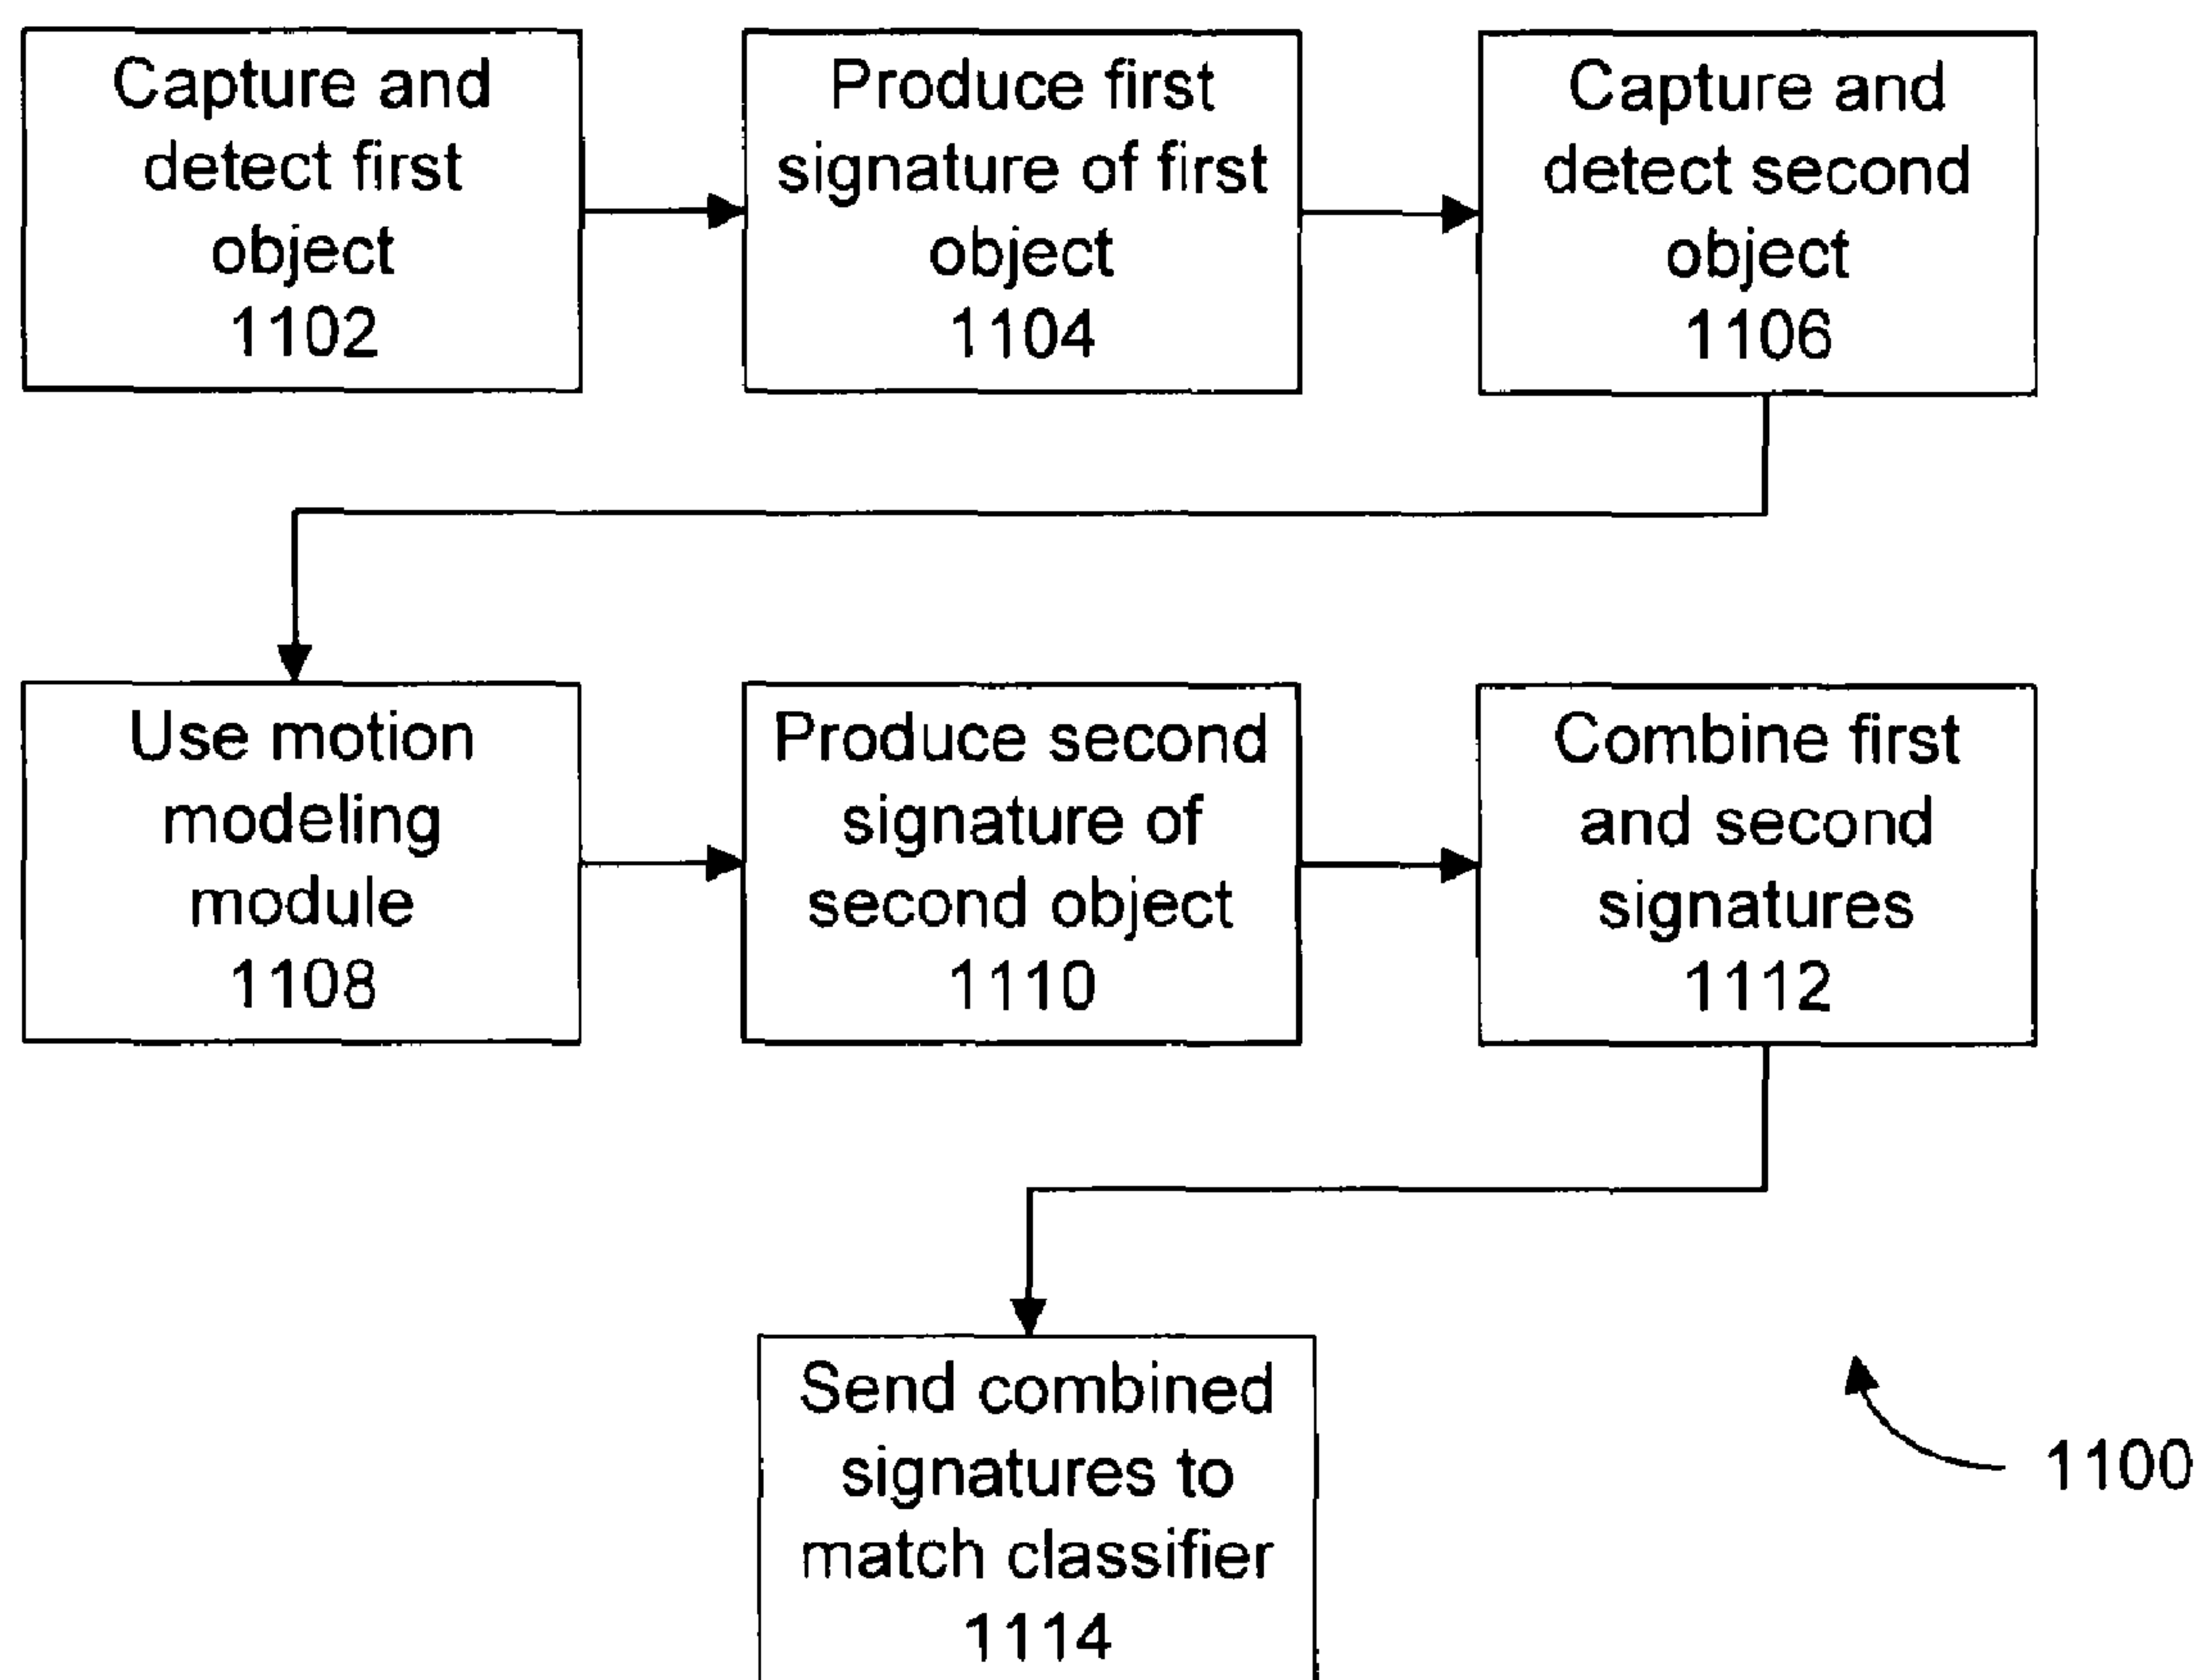 Capture and
detect first
object
1102
Produce first
signature of first
object
1104
Capture and
detect second
object
1106
Use motion
modeling
module
1108
Produce second
signature of
second object
1110
Combine first
and second
signatures
1112
Send combined
signatures to
match classifier
1114
1100